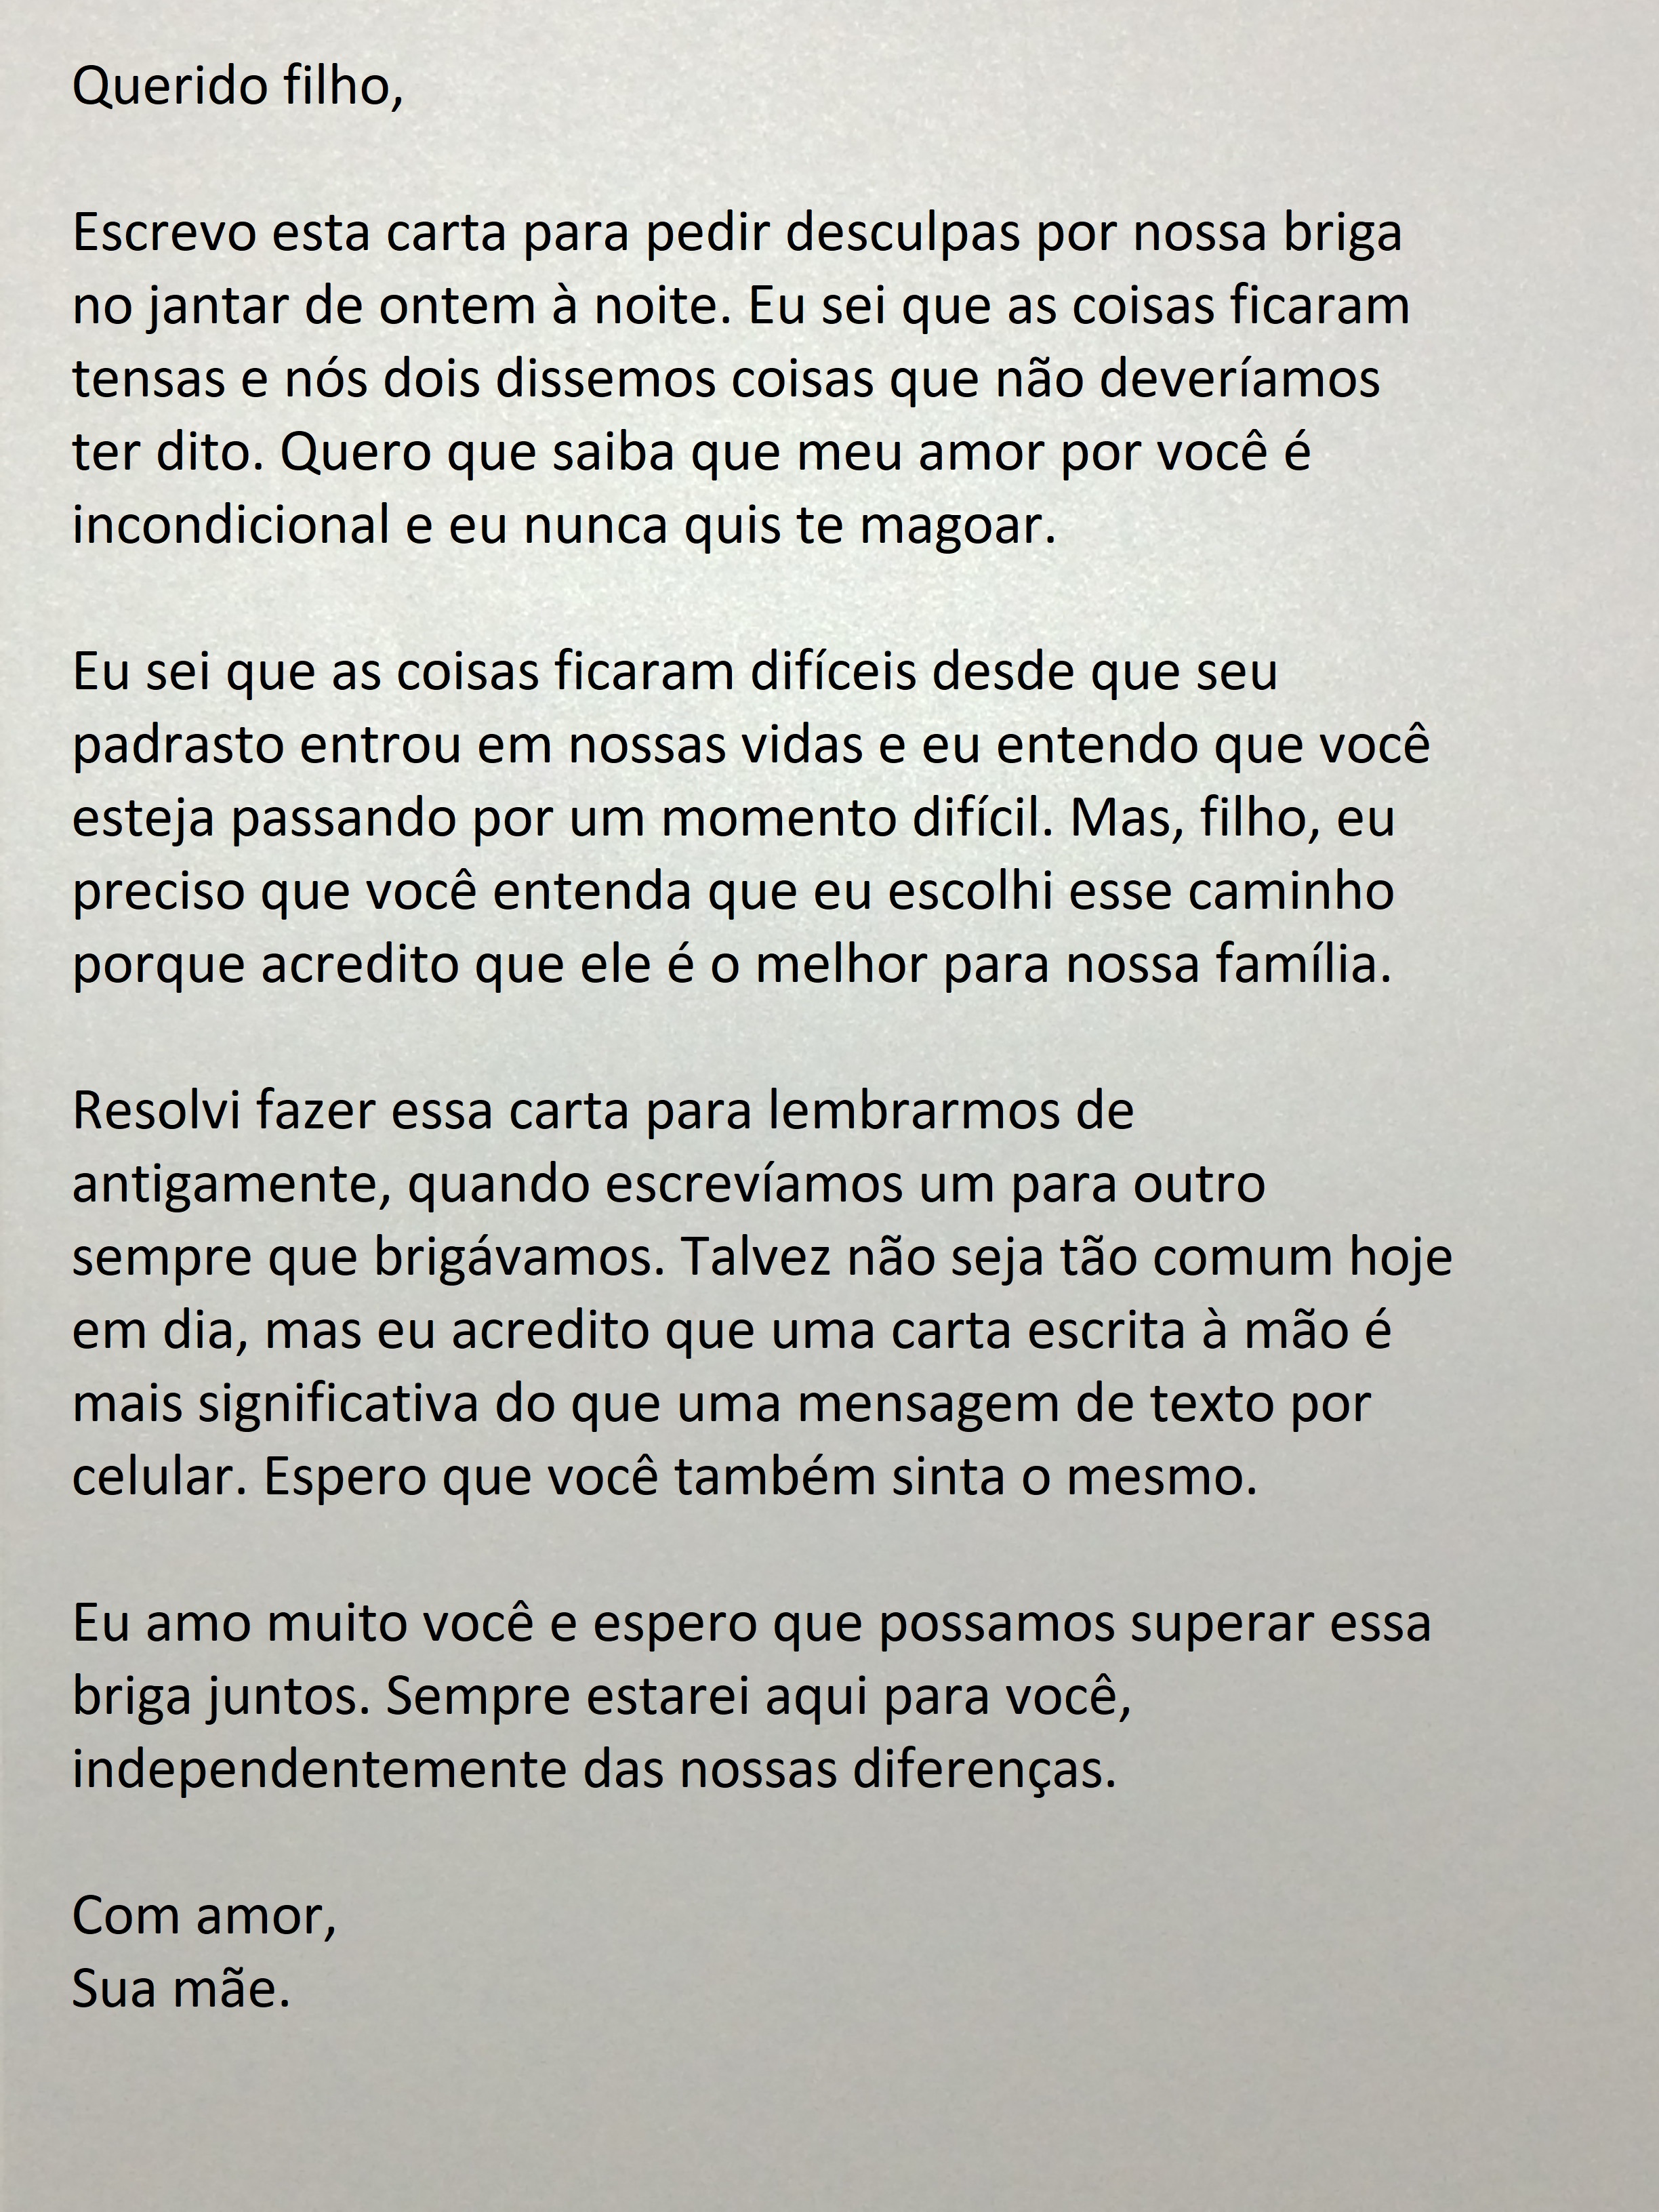 Querido filho,
Escrevo esta carta para pedir desculpas por nossa briga
no jantar de ontem à noite. Eu sei que as coisas ficaram
tensas e nós dois dissemos coisas que não deveríamos
ter dito. Quero que saiba que meu amor por você é
incondicional e eu nunca quis te magoar.
Eu sei que as coisas ficaram difíceis desde que seu
padrasto entrou em nossas vidas e eu entendo que você
esteja passando por um momento difícil. Mas, filho, eu
preciso que você entenda que eu escolhi esse caminho
porque acredito que ele é o melhor para nossa família.
Resolvi fazer essa carta para lembrarmos de
antigamente, quando escrevíamos um para outro
sempre que brigávamos. Talvez não seja tão comum hoje
em dia, mas eu acredito que uma carta escrita à mão é
mais significativa do que uma mensagem de texto por
celular. Espero que você também sinta o mesmo.
Eu amo muito você e espero que possamos superar essa
briga juntos. Sempre estarei aqui para você,
independentemente das nossas diferenças.
Com amor,
Sua mãe.